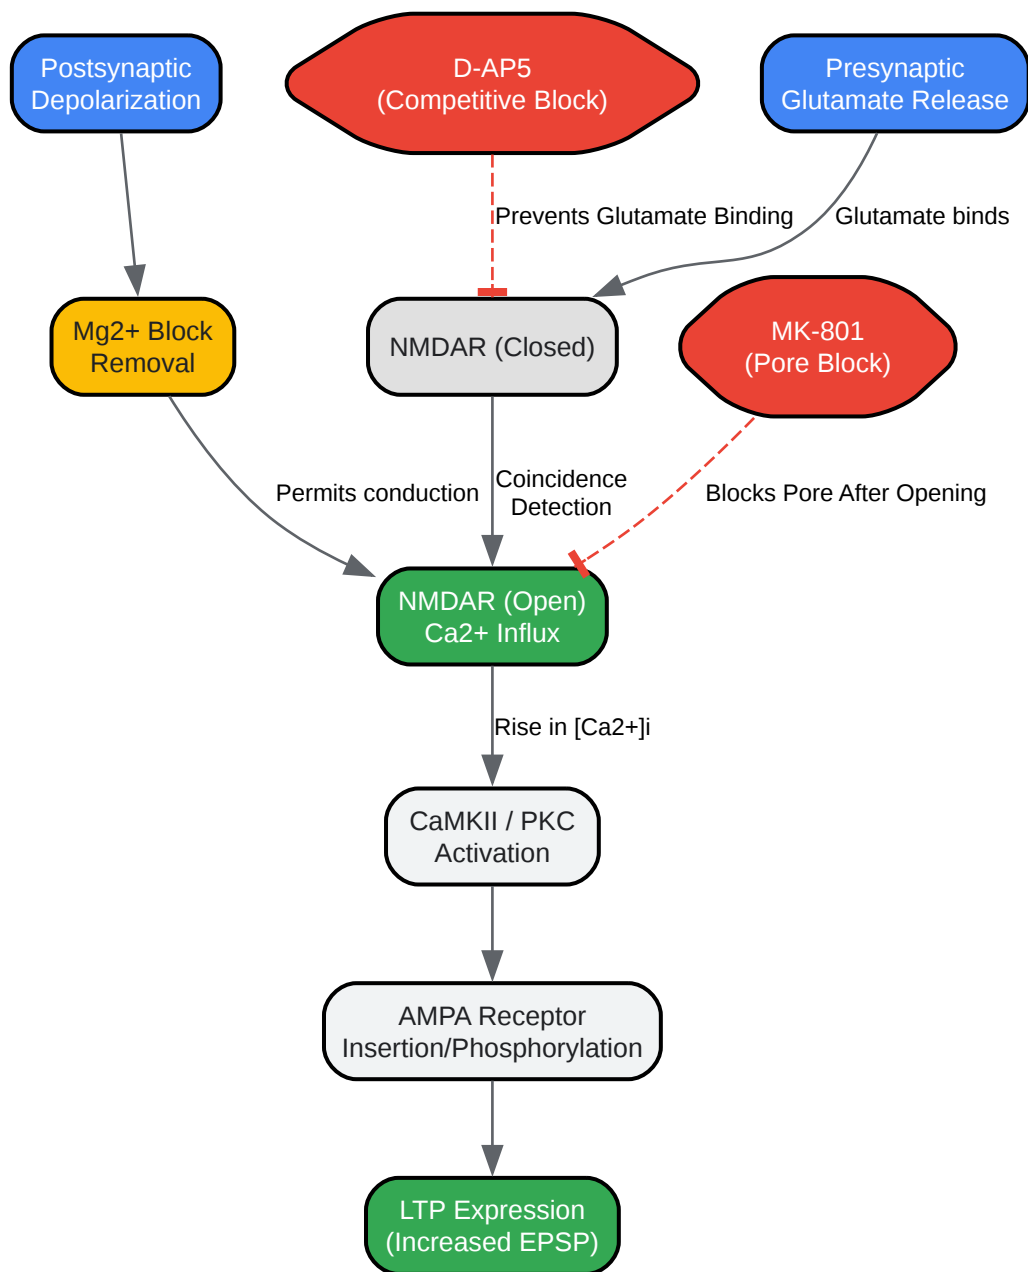 Postsynaptic
Depolarization
D-AP5
(Competitive Block)
Presynaptic
Glutamate Release
Prevents Glutamate Binding
Glutamate binds
Mg2+ Block
Removal
NMDAR (Closed)
MK-801
(Pore Block)
Permits conduction
Coincidence
Detection
Blocks Pore After Opening
NMDAR (Open)
Ca2+ Influx
Rise in [Ca2+]i
CaMKII / PKC
Activation
AMPA Receptor
Insertion/Phosphorylation
LTP Expression
(Increased EPSP)